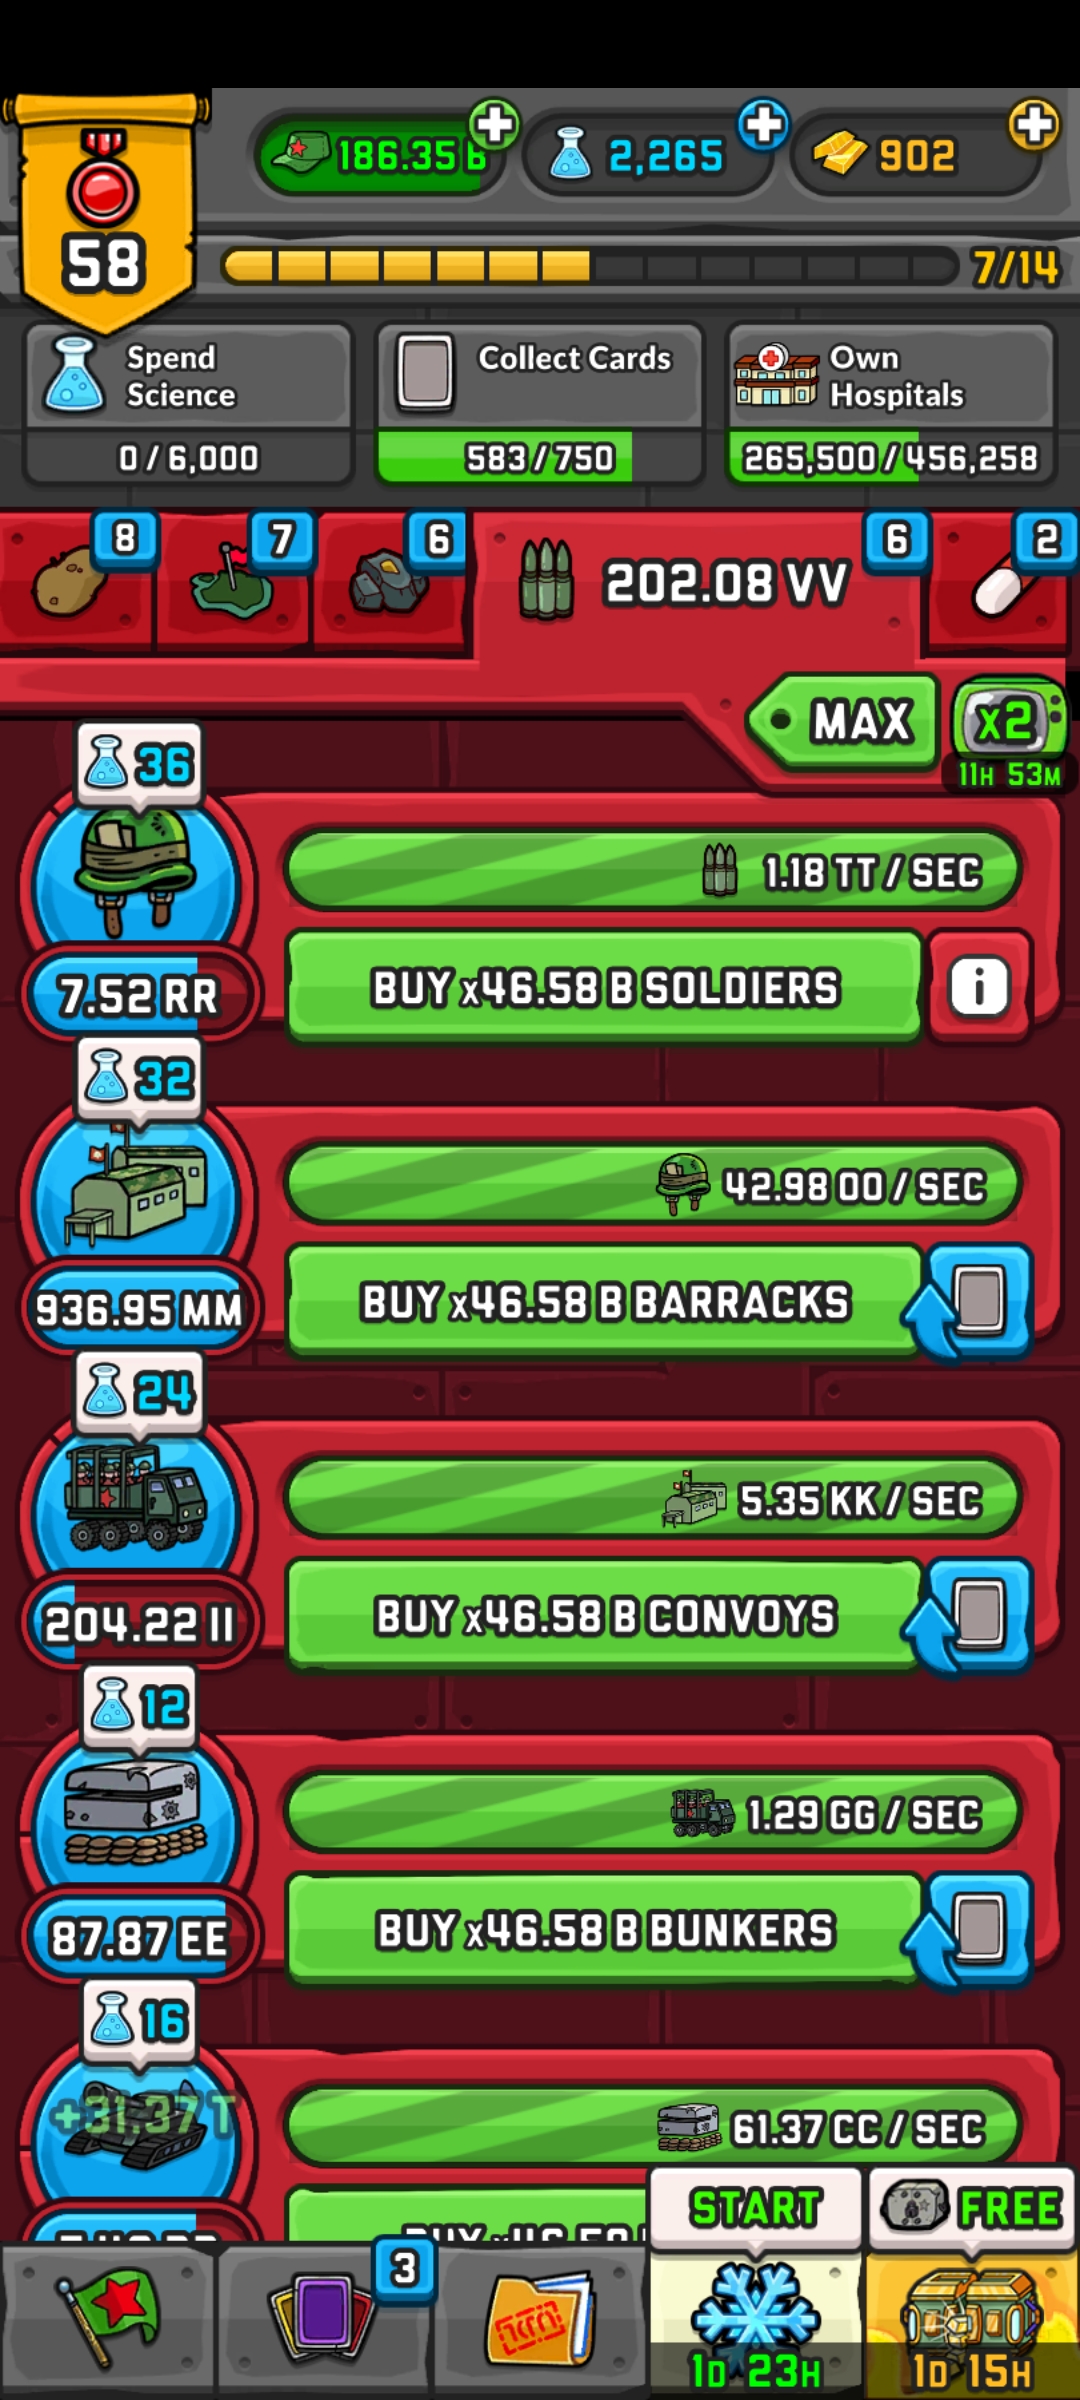 186.35 B
2,265
902
58
7/14
Spend
Science
0 / 6,000
Collect Cards
583 / 750
Own
Hospitals
265,500 / 456,258
8
7
6
202.08 VV
6
2
MAX
x2
11H 53M
36
1.18 TT / SEC
7.52 RR
BUY x46.58 B SOLDIERS
i
32
42.98 OO / SEC
936.95 MM
BUY x46.58 B BARRACKS
24
5.35 KK / SEC
204.22 II
BUY x46.58 B CONVOYS
12
1.29 GG / SEC
87.87 EE
BUY x46.58 B BUNKERS
16
+31.37 T
61.37 CC / SEC
START
FREE
3
1D 23H
1D 15H